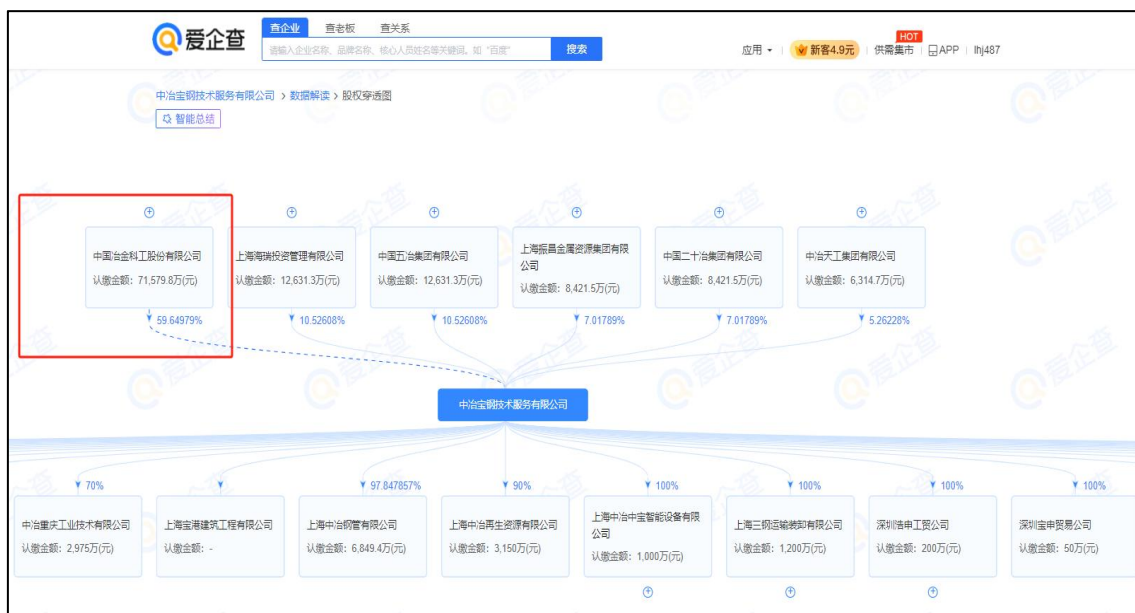 爱企查
查企业 查老板 查关系
请输入企业名称、品牌名称、核心人员姓名等关键词,如“百度” 搜索
HOT
应用 新客4.9元 供需集市 APP lhj487
中冶宝钢技术服务有限公司 > 数据解读 > 股权穿透图
智能总结
中国冶金科工股份有限公司
认缴金额:71,579.8万(元)
59.64979%
上海海瑞投资管理有限公司
认缴金额:12,631.3万(元)
10.52608%
中国五冶集团有限公司
认缴金额:12,631.3万(元)
10.52608%
上海振昌金属资源集团有限
公司
认缴金额:8,421.5万(元)
7.01789%
中国二十冶集团有限公司
认缴金额:8,421.5万(元)
7.01789%
中冶天工集团有限公司
认缴金额:6,314.7万(元)
5.26228%
中冶宝钢技术服务有限公司
70%
中冶重庆工业技术有限公司
认缴金额:2,975万(元)
上海宝港建筑工程有限公司
认缴金额:-
97.847857%
上海中冶钢管有限公司
认缴金额:6,849.4万(元)
90%
上海中冶再生资源有限公司
认缴金额:3,150万(元)
100%
上海中冶中宝智能设备有限
公司
认缴金额:1,000万(元)
100%
上海三钢运输装卸有限公司
认缴金额:1,200万(元)
100%
深圳浩申工贸公司
认缴金额:200万(元)
100%
深圳宝申贸易公司
认缴金额:50万(元)